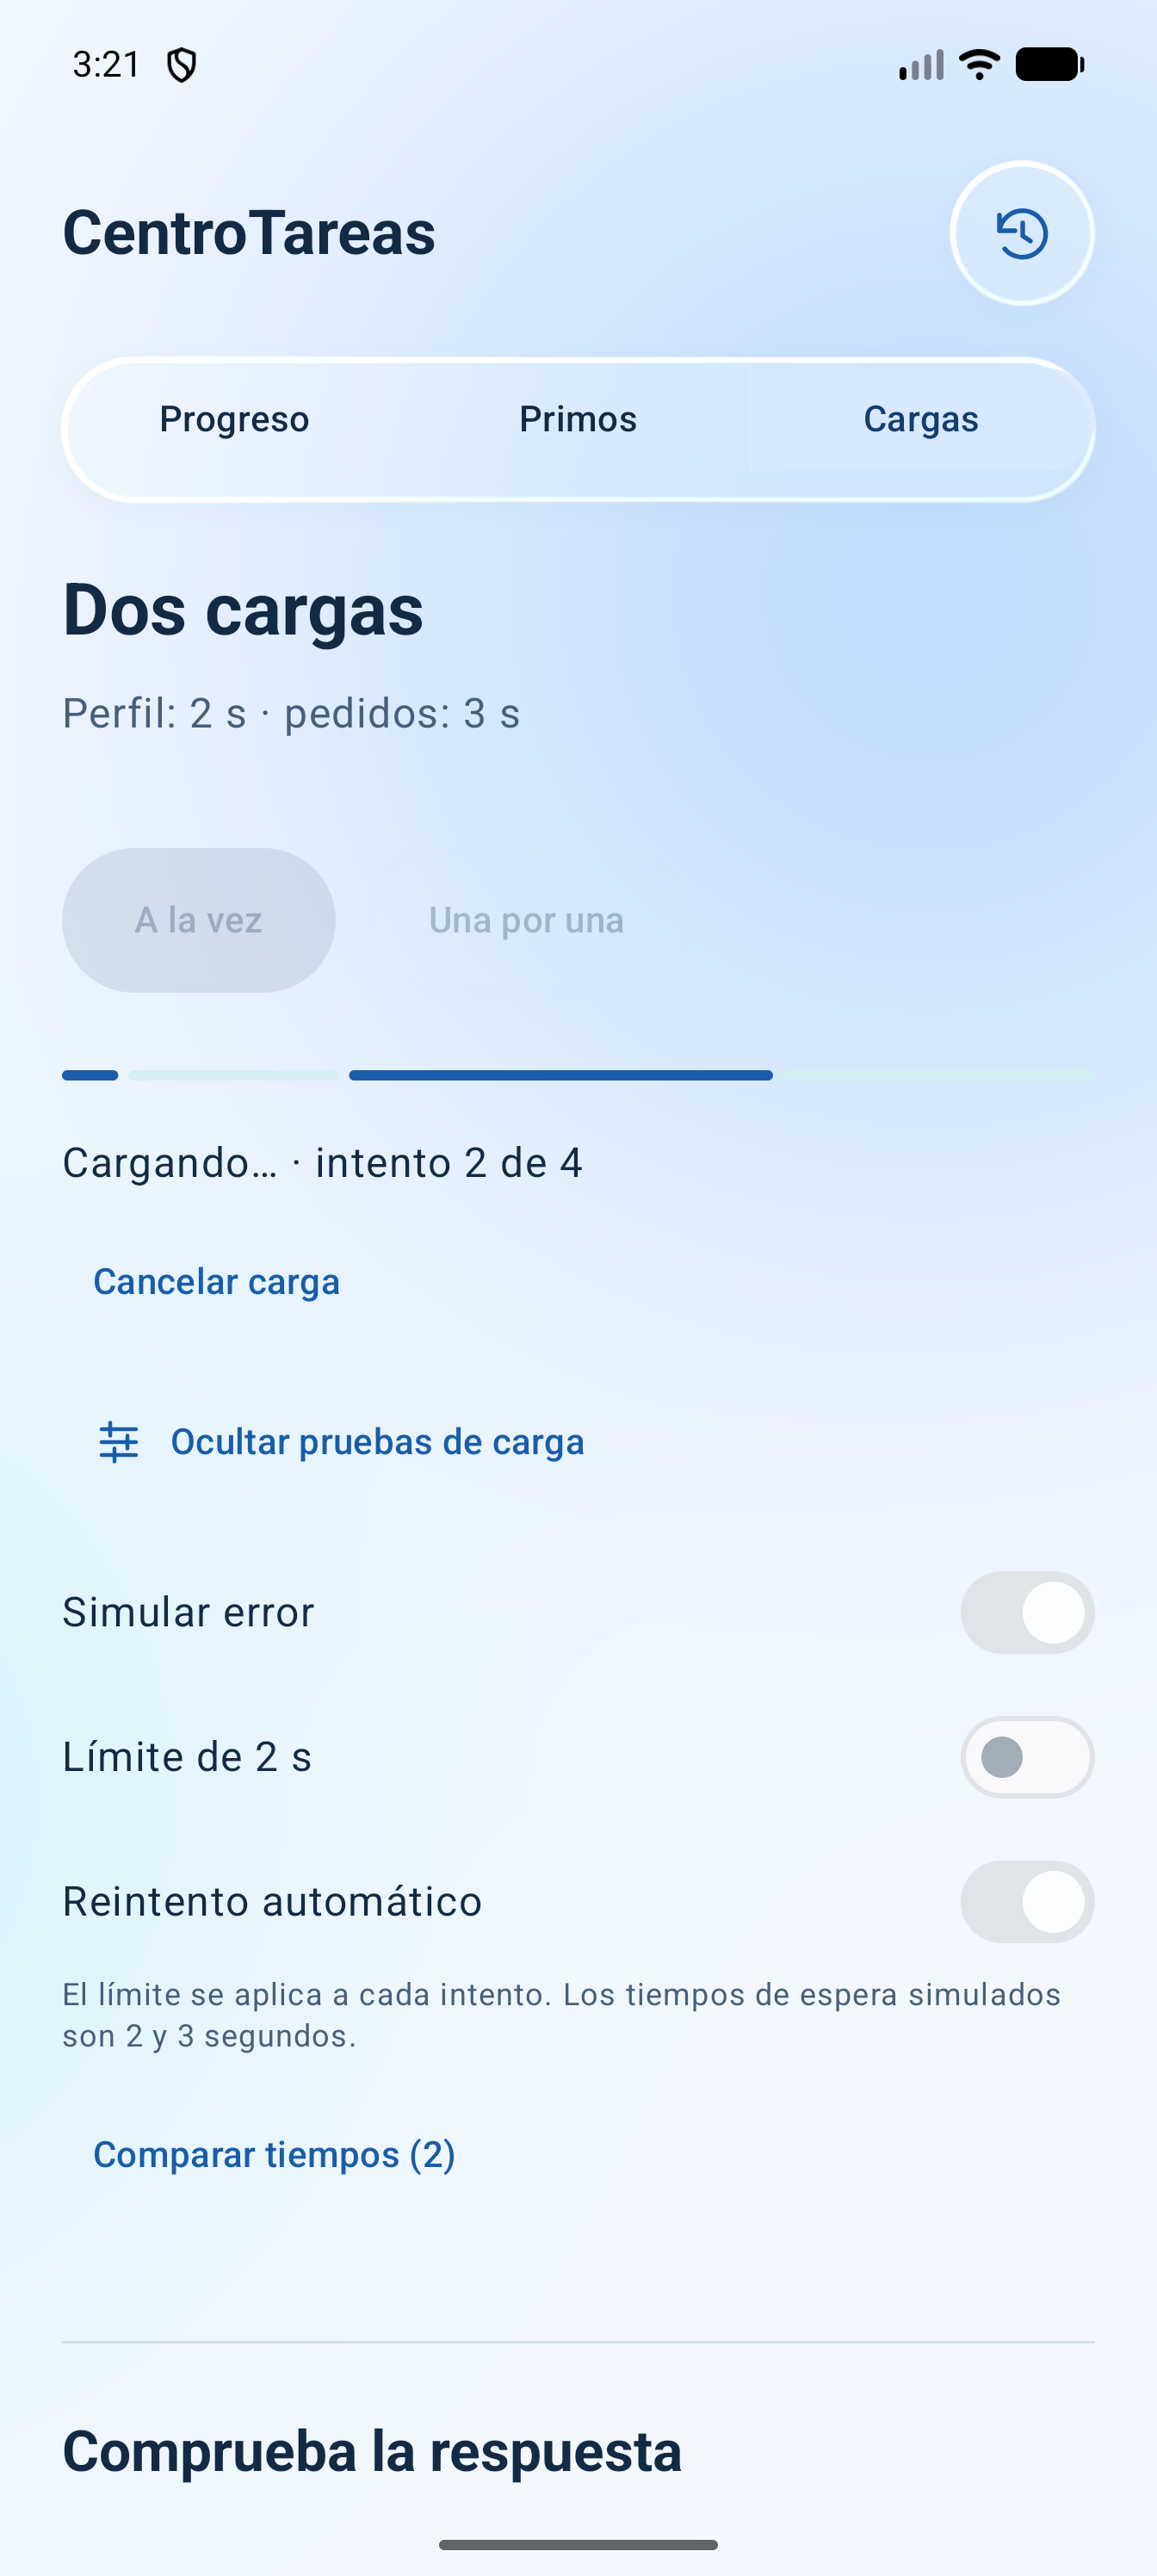 3:21
CentroTareas
Progreso
Primos
Cargas
Dos cargas
Perfil: 2 s · pedidos: 3 s
A la vez
Una por una
Cargando… · intento 2 de 4
Cancelar carga
Ocultar pruebas de carga
Simular error
Límite de 2 s
Reintento automático
El límite se aplica a cada intento. Los tiempos de espera simulados
son 2 y 3 segundos.
Comparar tiempos (2)
Comprueba la respuesta